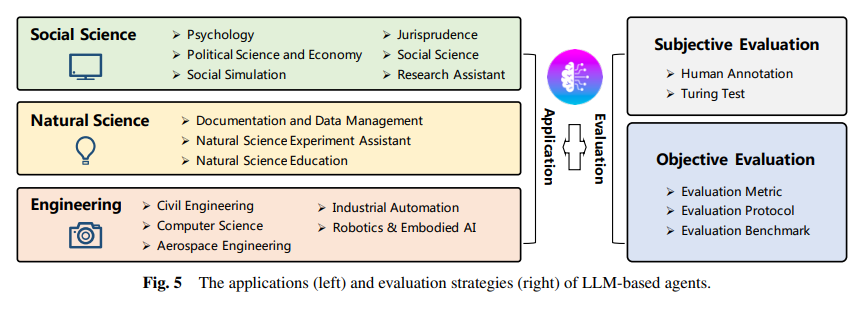 Social Science
➢ Psychology
➢ Political Science and Economy
➢ Social Simulation
➢ Jurisprudence
➢ Social Science
➢ Research Assistant
Natural Science
➢ Documentation and Data Management
➢ Natural Science Experiment Assistant
➢ Natural Science Education
Engineering
➢ Civil Engineering
➢ Computer Science
➢ Aerospace Engineering
➢ Industrial Automation
➢ Robotics & Embodied AI
Application
Evaluation
Subjective Evaluation
➢ Human Annotation
➢ Turing Test
Objective Evaluation
➢ Evaluation Metric
➢ Evaluation Protocol
➢ Evaluation Benchmark
Fig. 5 The applications (left) and evaluation strategies (right) of LLM-based agents.